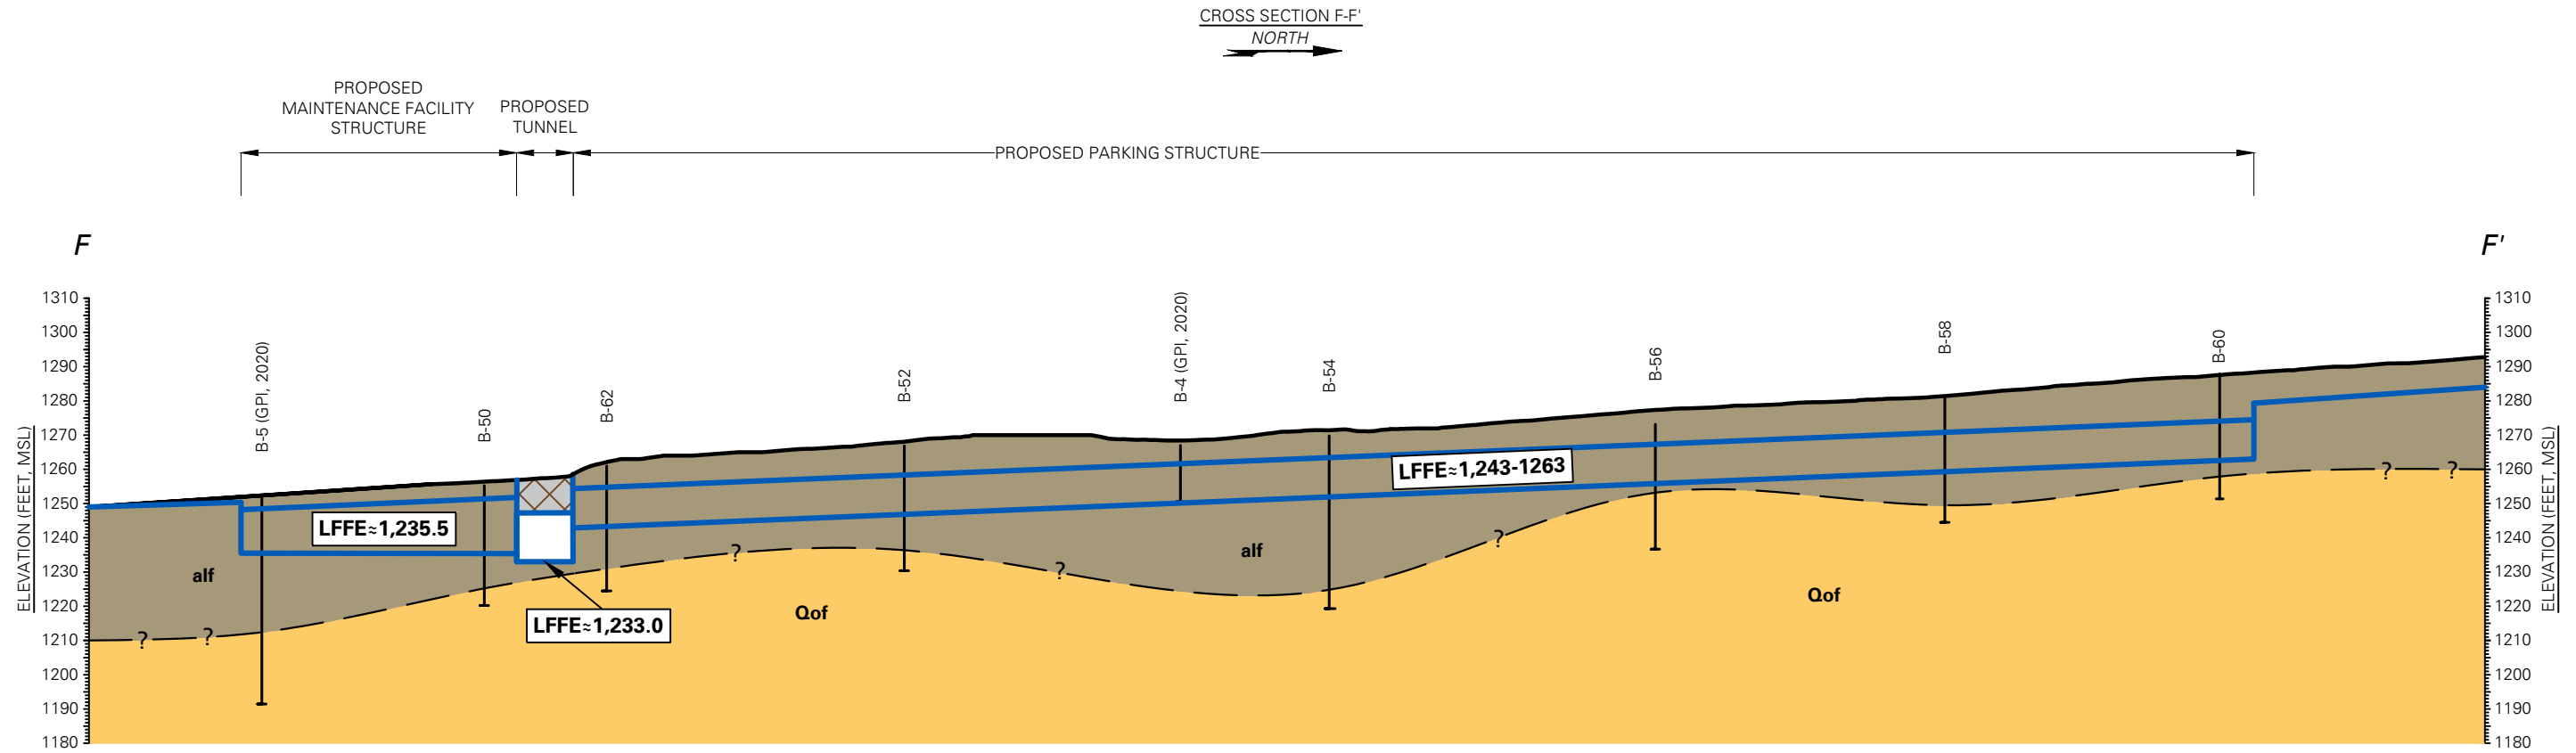 CROSS SECTION F-F'
NORTH
PROPOSED
MAINTENANCE FACILITY
STRUCTURE
PROPOSED
TUNNEL
PROPOSED PARKING STRUCTURE
F
F'
ELEVATION (FEET, MSL)
1310
1300
1290
1280
1270
1260
1250
1240
1230
1220
1210
1200
1190
1180
B-5 (GPI, 2020)
B-50
B-62
B-52
B-4 (GPI, 2020)
B-54
B-56
B-58
B-60
LFFE≈1,235.5
LFFE≈1,243-1263
LFFE≈1,233.0
alf
alf
Qof
Qof
? ? ? ? ? ? ?
1310
1300
1290
1280
1270
1260
1250
1240
1230
1220
1210
1200
1190
1180
ELEVATION (FEET, MSL)